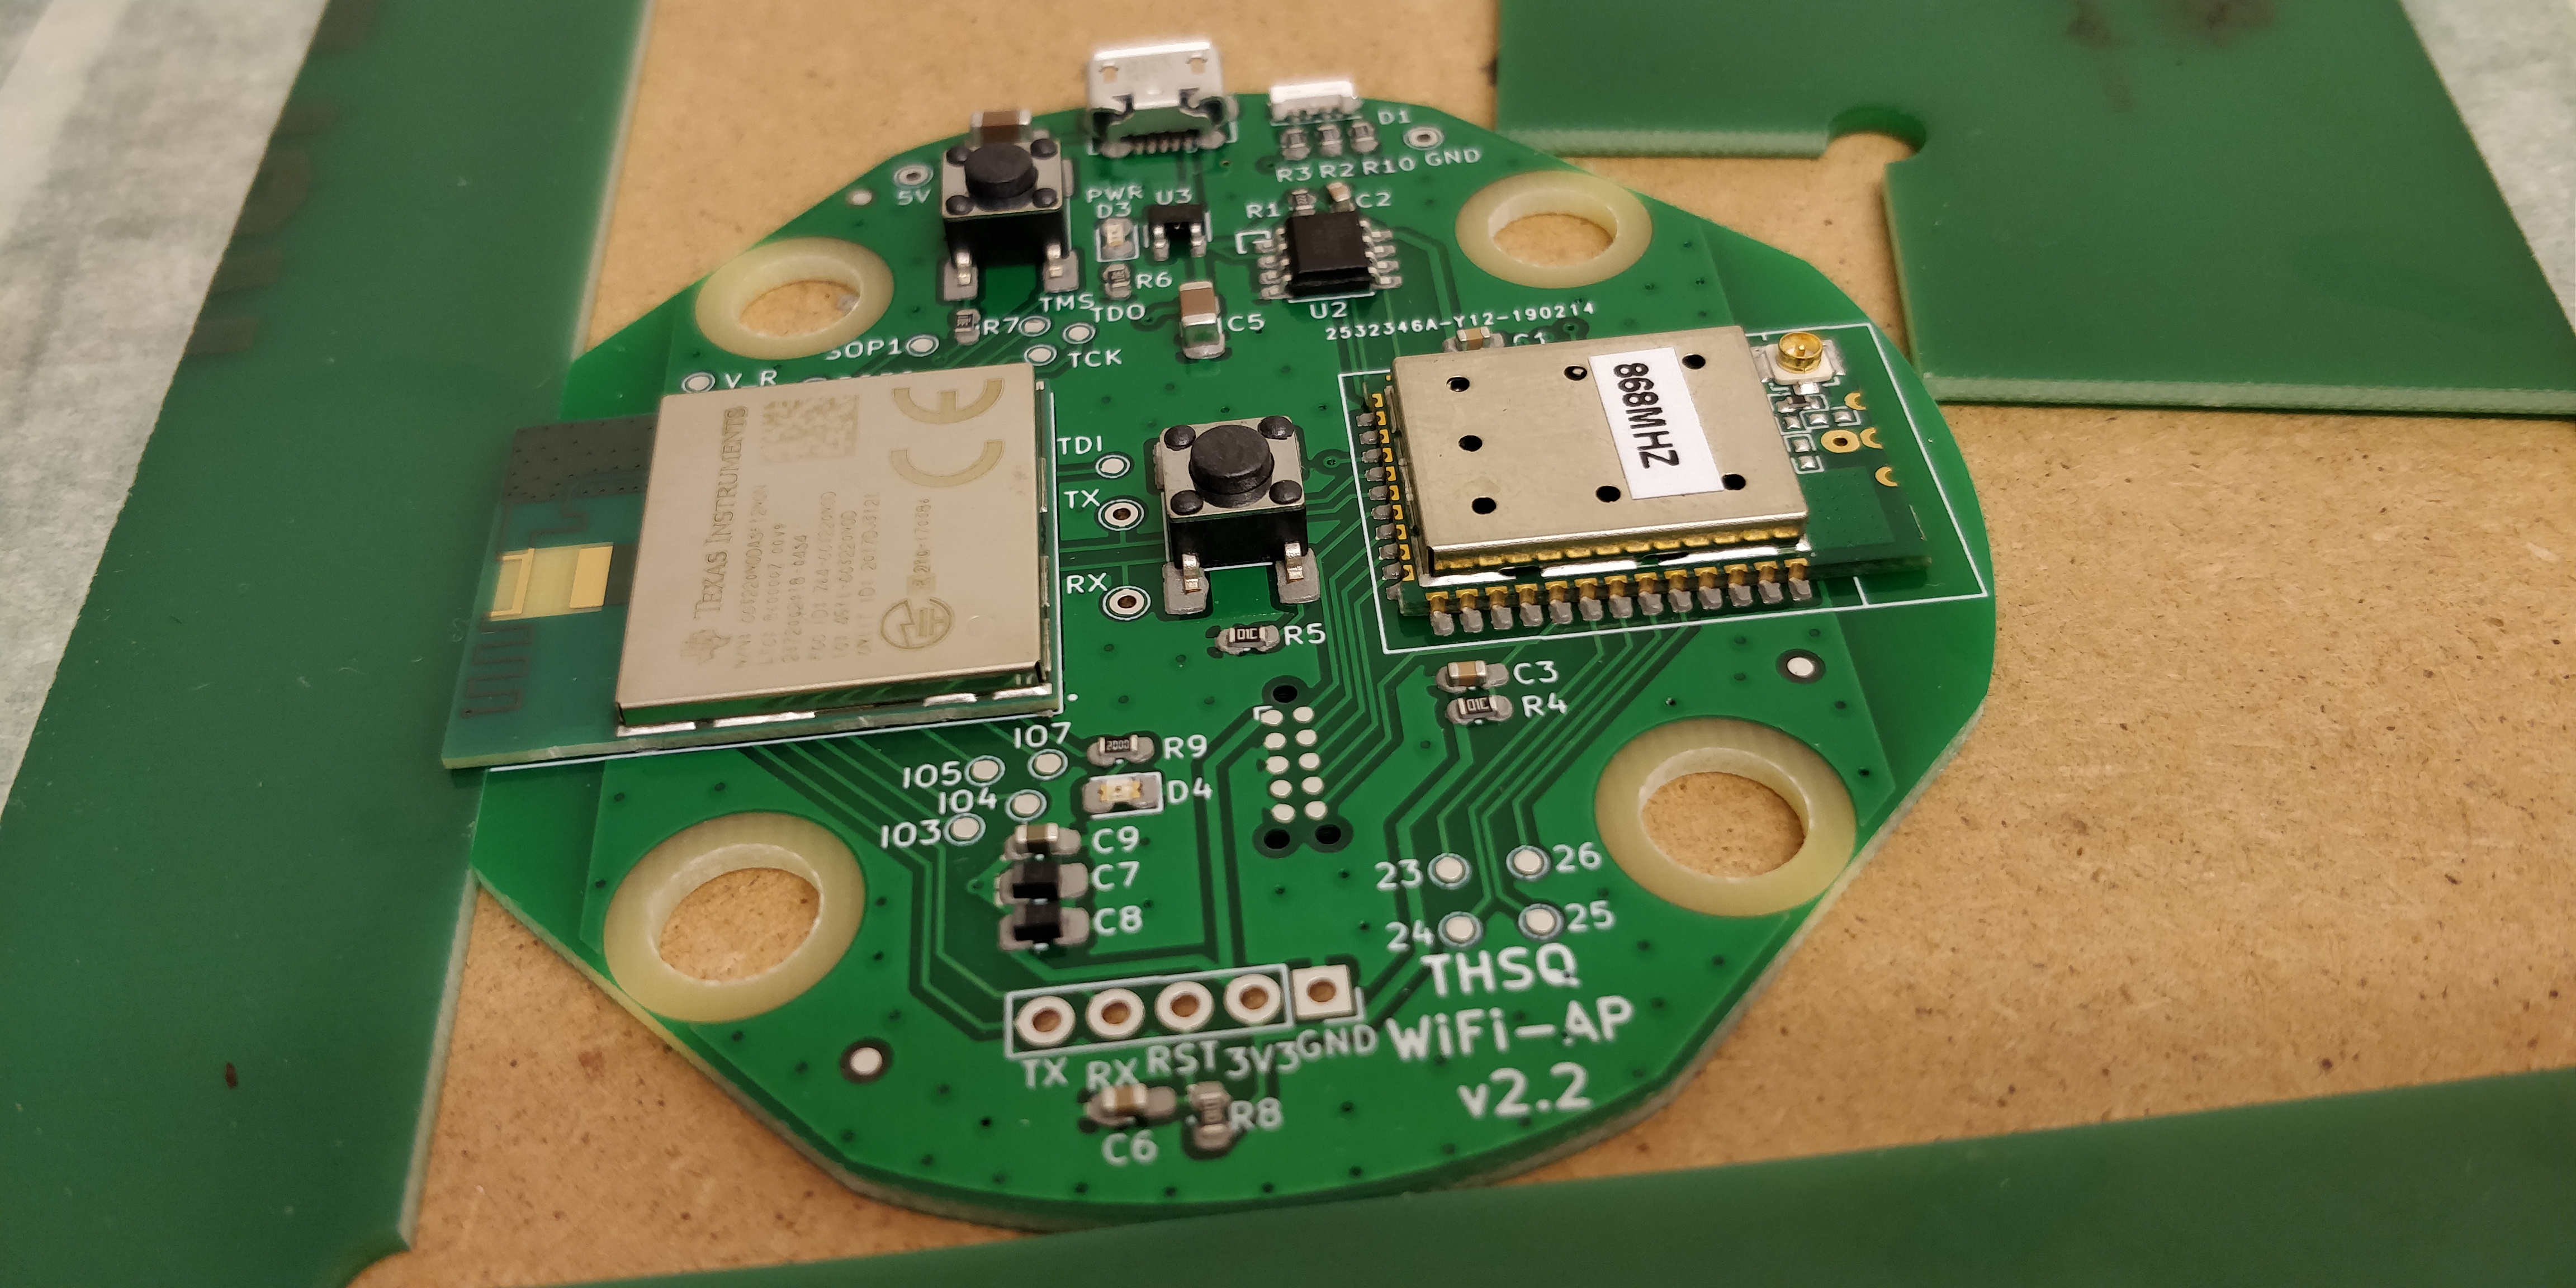 D1
GND
R3 R2 R10
5V
PWR
D3
U3
R1
C2
R6
TMS
TDO
R7
C5
U2
2532346A-Y12-190214
SOP1
TCK
C1
V_R
868MHZ
TEXAS INSTRUMENTS
CE
TDI
TX
RX
R5
C3
R4
IO7
R9
IO5
D4
IO4
IO3
C9
C7
C8
23
26
24
25
THSQ
WiFi-AP
v2.2
TX RX RST 3V3 GND
C6
R8